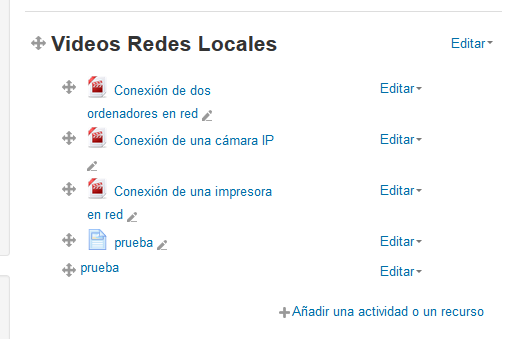 Videos Redes Locales Editar
Conexión de dos Editar
ordenadores en red
Conexión de una cámara IP Editar
Conexión de una impresora Editar
en red
prueba Editar
prueba Editar
Añadir una actividad o un recurso